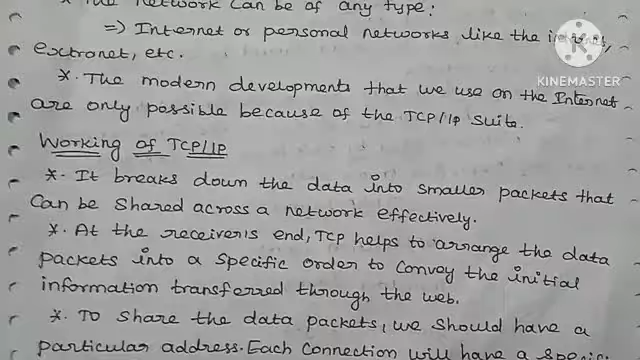 * The network can be of any type:
=> Internet or personal networks like the
extranet, etc.
*. The modern developments that we use on the Internet
are only possible because of the TCP/IP suite.
Working of TCP/IP
*. It breaks down the data into smaller packets that
can be shared across a network effectively.
*. At the receiver's end, TCP helps to arrange the data
packets into a specific order to convey the initial
information transferred through the web.
*. To share the data packets, we should have a
particular address. Each connection will have a
KINEMASTER